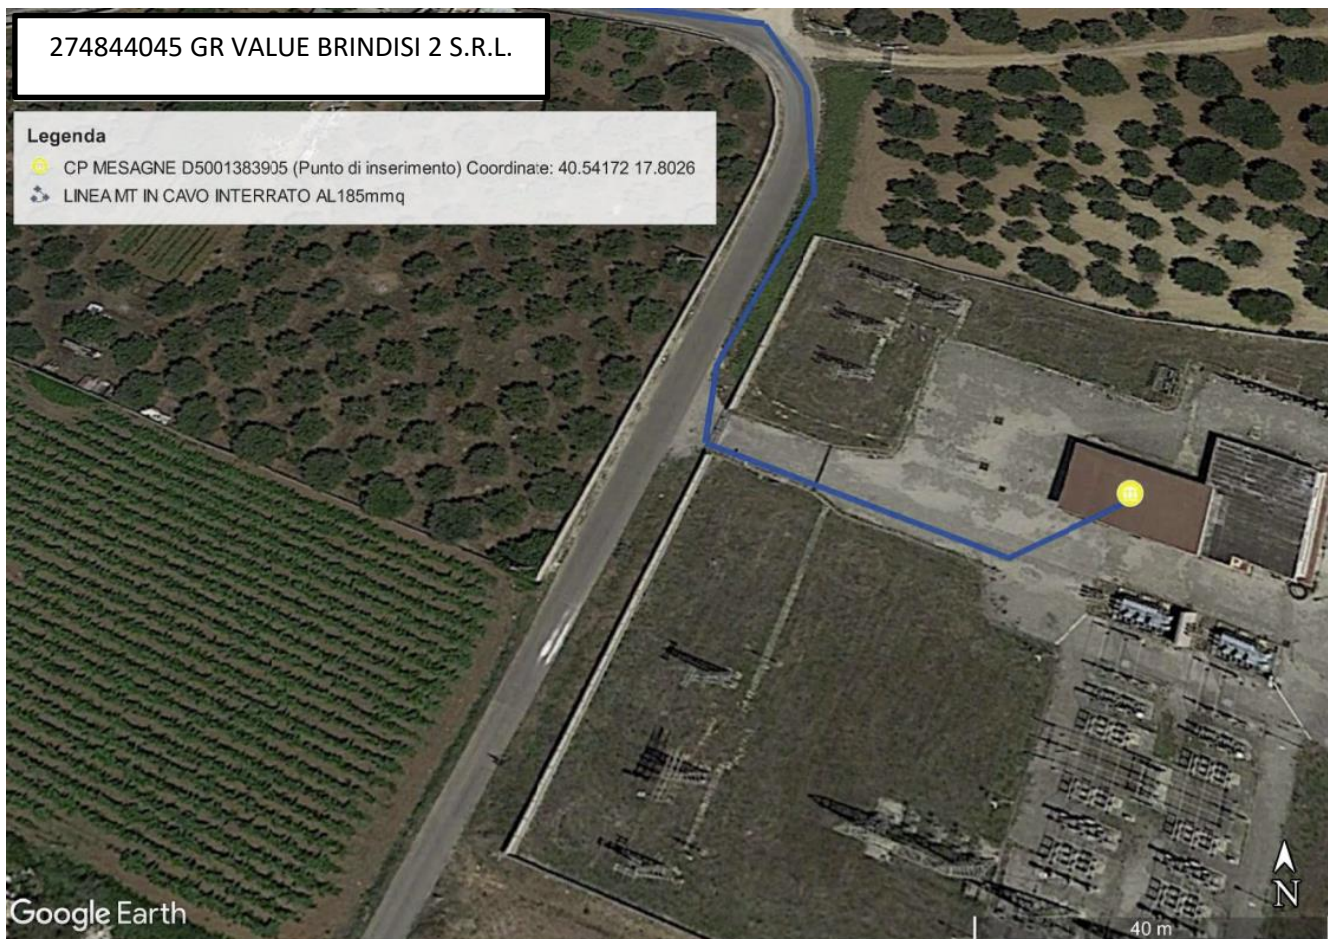 274844045 GR VALUE BRINDISI 2 S.R.L.
Legenda
CP MESAGNE D5001383905 (Punto di inserimento) Coordinate: 40.54172 17.8026
LINEA MT IN CAVO INTERRATO AL185mmq
Google Earth
N
40 m